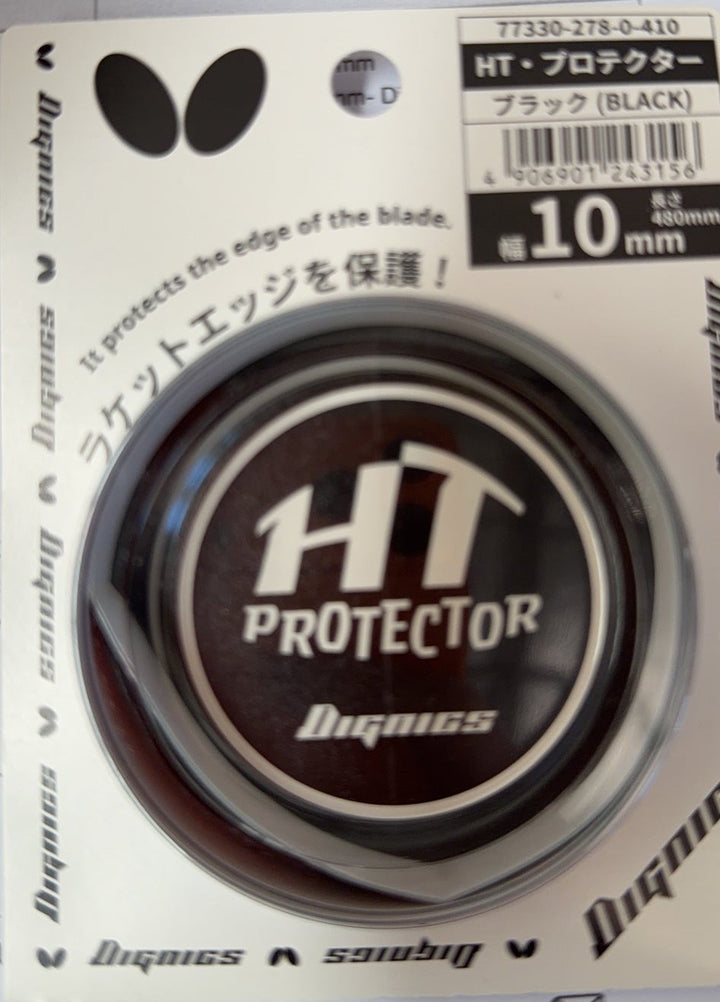 77330-278-0-410
HT・プロテクター
ブラック (BLACK)
4 906901 243156
幅 10 mm
長さ
480mm
mm
mm- D
It protects the edge of the blade.
ラケットエッジを保護!
HT
PROTECTOR
DIGNICS
DIGNICS
DIGNICS
DIGNICS
DIGNICS
DIGNICS
DIGNICS
DIGNICS